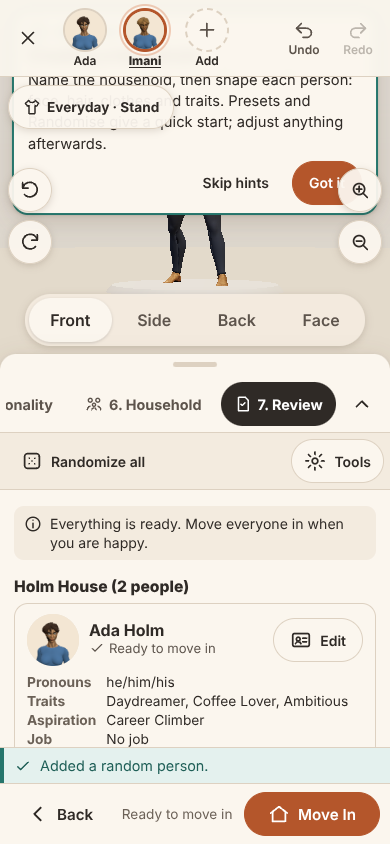 Ada
Imani
Add
Undo
Redo
Name the household, then shape each person:
Everyday · Stand
nd traits. Presets and
Randomise give a quick start; adjust anything
afterwards.
Skip hints
Got
Front
Side
Back
Face
onality
6. Household
7. Review
Randomize all
Tools
Everything is ready. Move everyone in when
you are happy.
Holm House (2 people)
Ada Holm
Ready to move in
Edit
Pronouns he/him/his
Traits Daydreamer, Coffee Lover, Ambitious
Aspiration Career Climber
Job No job
Added a random person.
Back
Ready to move in
Move In